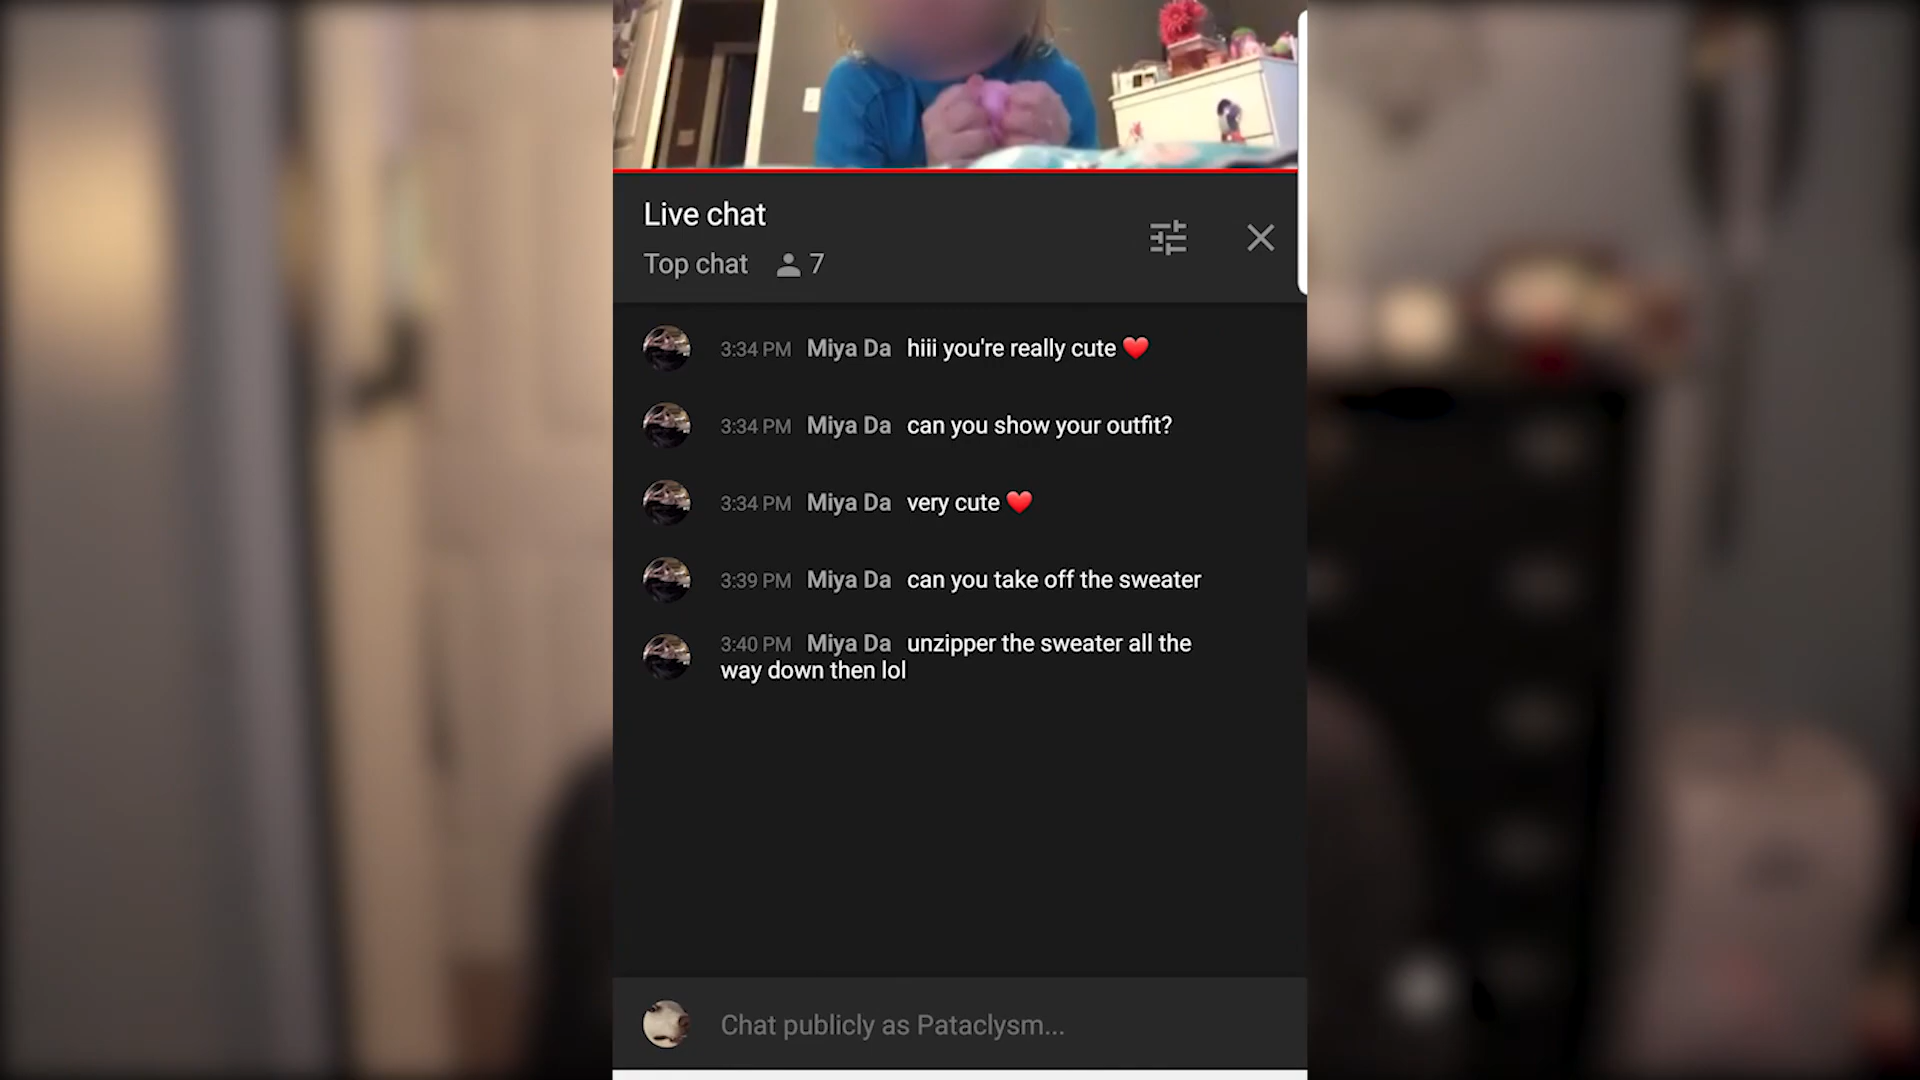 Live chat
Top chat 7
3:34 PM Miya Da hiii you're really cute ❤️
3:34 PM Miya Da can you show your outfit?
3:34 PM Miya Da very cute ❤️
3:39 PM Miya Da can you take off the sweater
3:40 PM Miya Da unzipper the sweater all the
way down then lol
Chat publicly as Pataclysm...